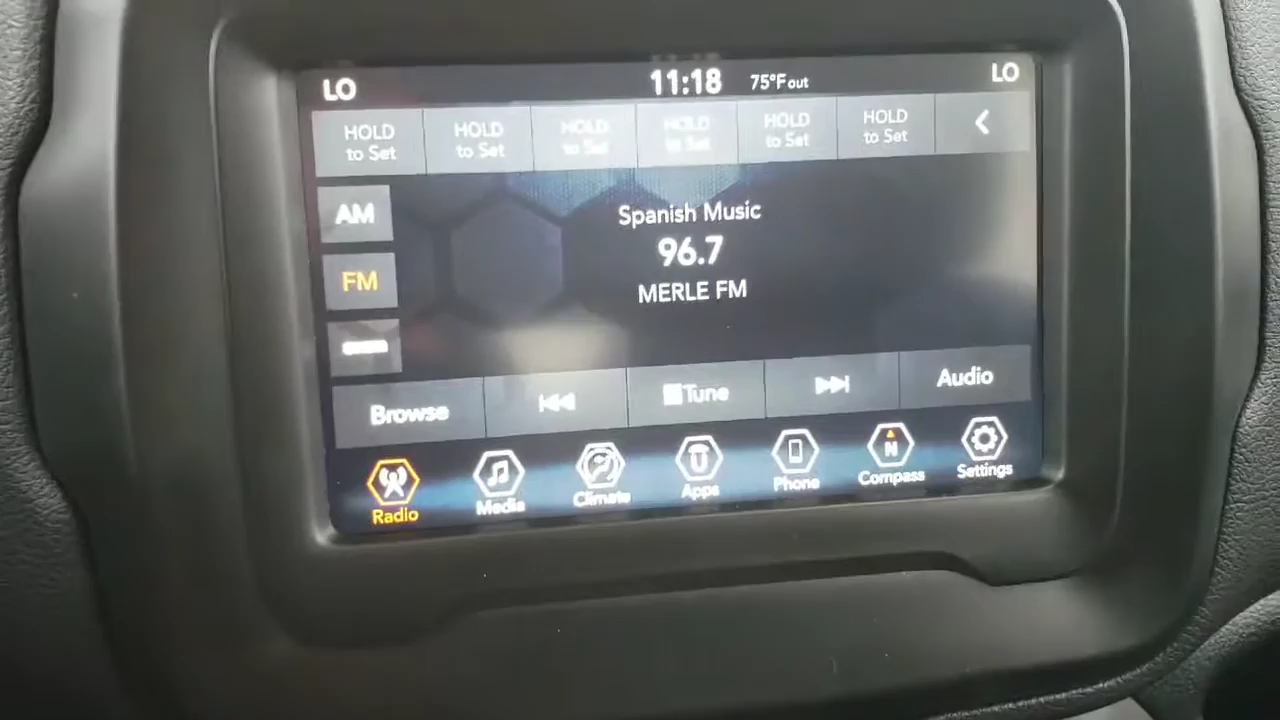 LO 11:18 75°F out LO
HOLD to Set HOLD to Set HOLD to Set HOLD to Set HOLD to Set HOLD to Set
AM
FM
Spanish Music
96.7
MERLE FM
Browse Tune Audio
Radio Media Climate Apps Phone Compass Settings
N